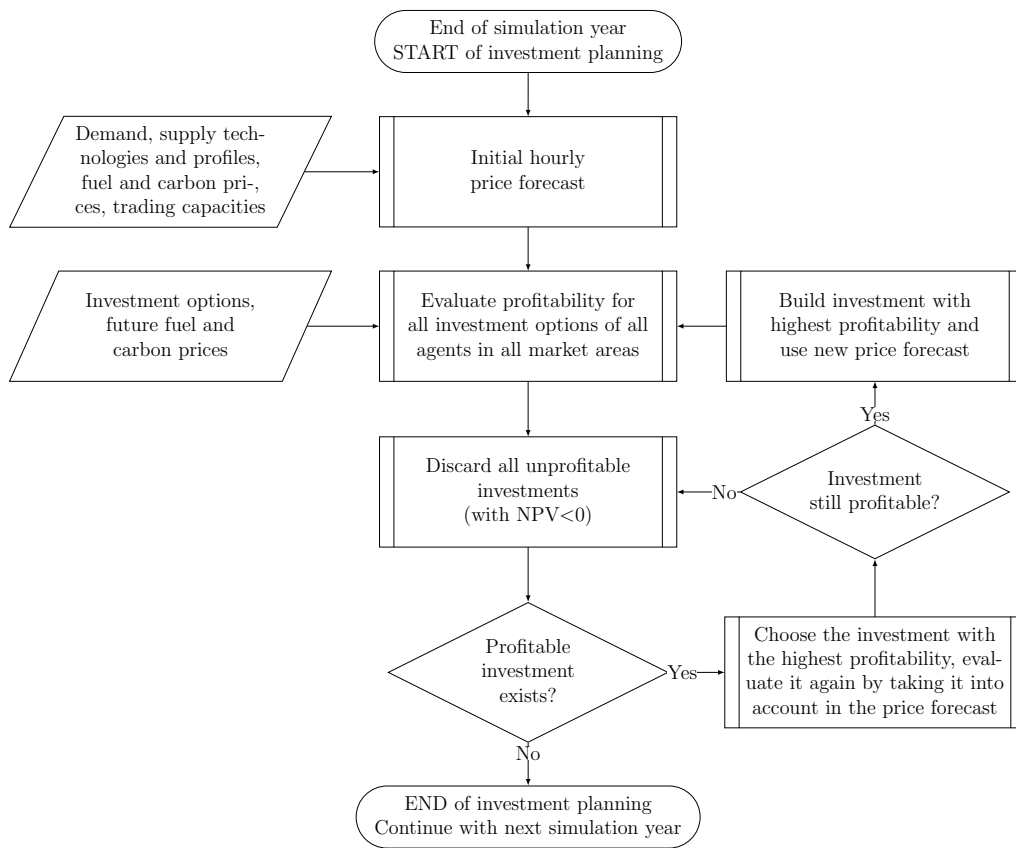 End of simulation year
START of investment planning
Demand, supply tech-
nologies and profiles,
fuel and carbon pri-,
ces, trading capacities
Initial hourly
price forecast
Investment options,
future fuel and
carbon prices
Evaluate profitability for
all investment options of all
agents in all market areas
Build investment with
highest profitability and
use new price forecast
Yes
Discard all unprofitable
investments
(with NPV<0)
No
Investment
still profitable?
Profitable
investment
exists?
Yes
Choose the investment with
the highest profitability, eval-
uate it again by taking it into
account in the price forecast
No
END of investment planning
Continue with next simulation year